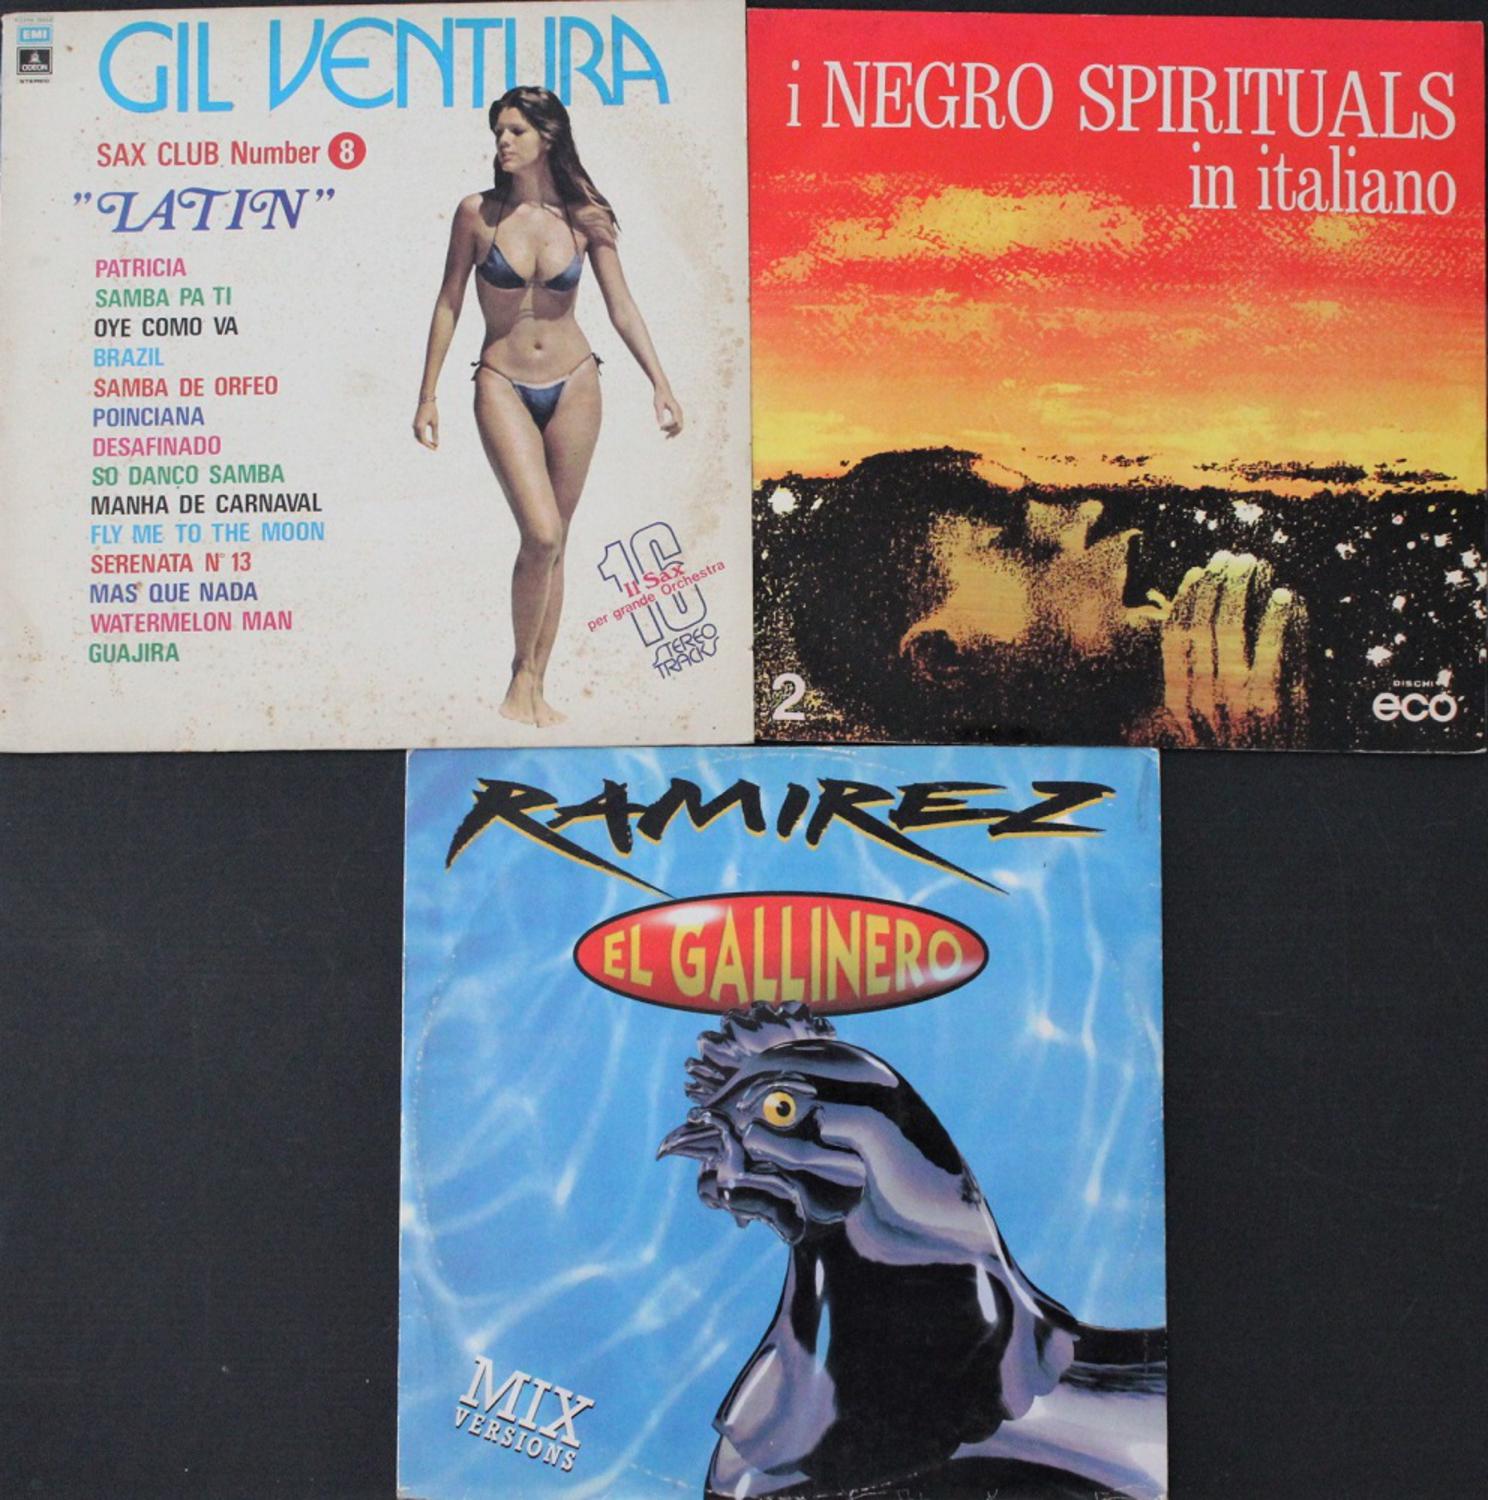 EMI
ODEON
STEREO
GIL VENTURA
SAX CLUB Number 8
"LATIN"
PATRICIA
SAMBA PA TI
OYE COMO VA
BRAZIL
SAMBA DE ORFEO
POINCIANA
DESAFINADO
SO DANÇO SAMBA
MANHA DE CARNAVAL
FLY ME TO THE MOON
SERENATA N° 13
MAS QUE NADA
WATERMELON MAN
GUAJIRA
16
Il Sax
per grande Orchestra
STEREO
TRACKS
i NEGRO SPIRITUALS
in italiano
2
DISCHI
eco
RAMIREZ
EL GALLINERO
MIX
VERSIONS